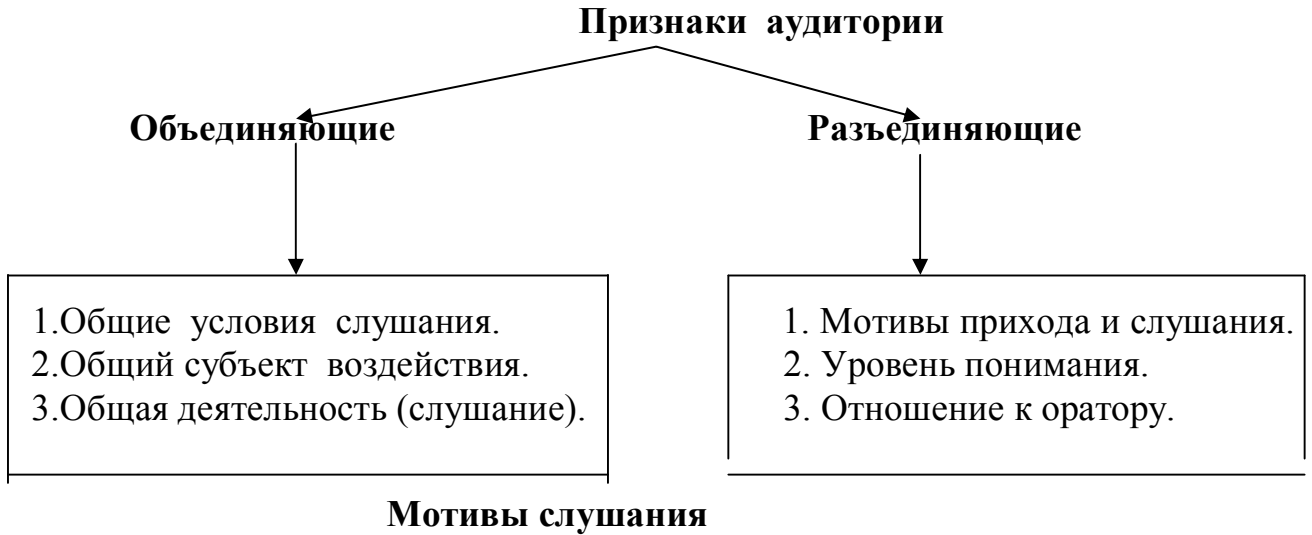 Признаки аудитории
Объединяющие
Разъединяющие
1.Общие условия слушания.
2.Общий субъект воздействия.
3.Общая деятельность (слушание).
1. Мотивы прихода и слушания.
2. Уровень понимания.
3. Отношение к оратору.
Мотивы слушания